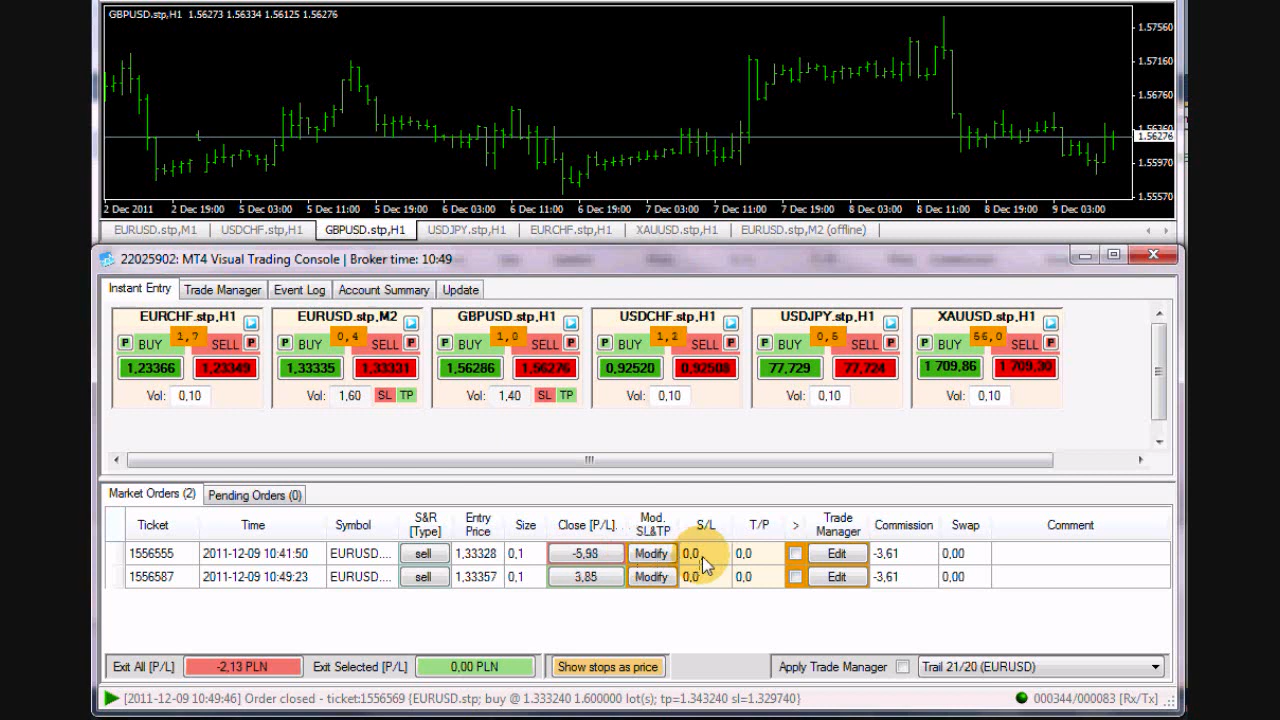 GBPUSD.stp,H1 1.56273 1.56334 1.56125 1.56276
1.57560
1.57160
1.56760
1.56276
1.55970
1.55570
2 Dec 2011 2 Dec 19:00 5 Dec 03:00 5 Dec 11:00 5 Dec 19:00 6 Dec 03:00 6 Dec 11:00 6 Dec 19:00 7 Dec 03:00 7 Dec 11:00 7 Dec 19:00 8 Dec 03:00 8 Dec 11:00 8 Dec 19:00 9 Dec 03:00
EURUSD.stp,M1 USDCHF.stp,H1 GBPUSD.stp,H1 USDJPY.stp,H1 EURCHF.stp,H1 XAUUSD.stp,H1 EURUSD.stp,M2 (offline)
22025902: MT4 Visual Trading Console | Broker time: 10:49
Instant Entry Trade Manager Event Log Account Summary Update
EURCHF.stp,H1 EURUSD.stp,M2 GBPUSD.stp,H1 USDCHF.stp,H1 USDJPY.stp,H1 XAUUSD.stp,H1
P BUY 1,7 SELL P P BUY 0,4 SELL P P BUY 1,0 SELL P P BUY 1,2 SELL P P BUY 0,5 SELL P P BUY 56,0 SELL P
1,23366 1,23349 1,33335 1,33331 1,56286 1,56276 0,92520 0,92508 77,729 77,724 1 709,86 1 709,30
Vol: 0,10 Vol: 1,60 SL TP Vol: 1,40 SL TP Vol: 0,10 Vol: 0,10 Vol: 0,10
Market Orders (2) Pending Orders (0)
Ticket Time Symbol S&R [Type] Entry Price Size Close [P/L] Mod. SL&TP S/L T/P > Trade Manager Commission Swap Comment
1556555 2011-12-09 10:41:50 EURUSD.... sell 1,33328 0,1 -5,98 Modify 0,0 0,0 Edit -3,61 0,00
1556587 2011-12-09 10:49:23 EURUSD.... sell 1,33357 0,1 3,85 Modify 0,0 0,0 Edit -3,61 0,00
Exit All [P/L] -2,13 PLN Exit Selected [P/L] 0,00 PLN Show stops as price Apply Trade Manager Trail 21/20 (EURUSD)
[2011-12-09 10:49:46] Order closed - ticket:1556569 {EURUSD.stp; buy @ 1.333240 1.600000 lot(s); tp=1.343240 sl=1.329740} 000344/000083 [Rx/Tx]